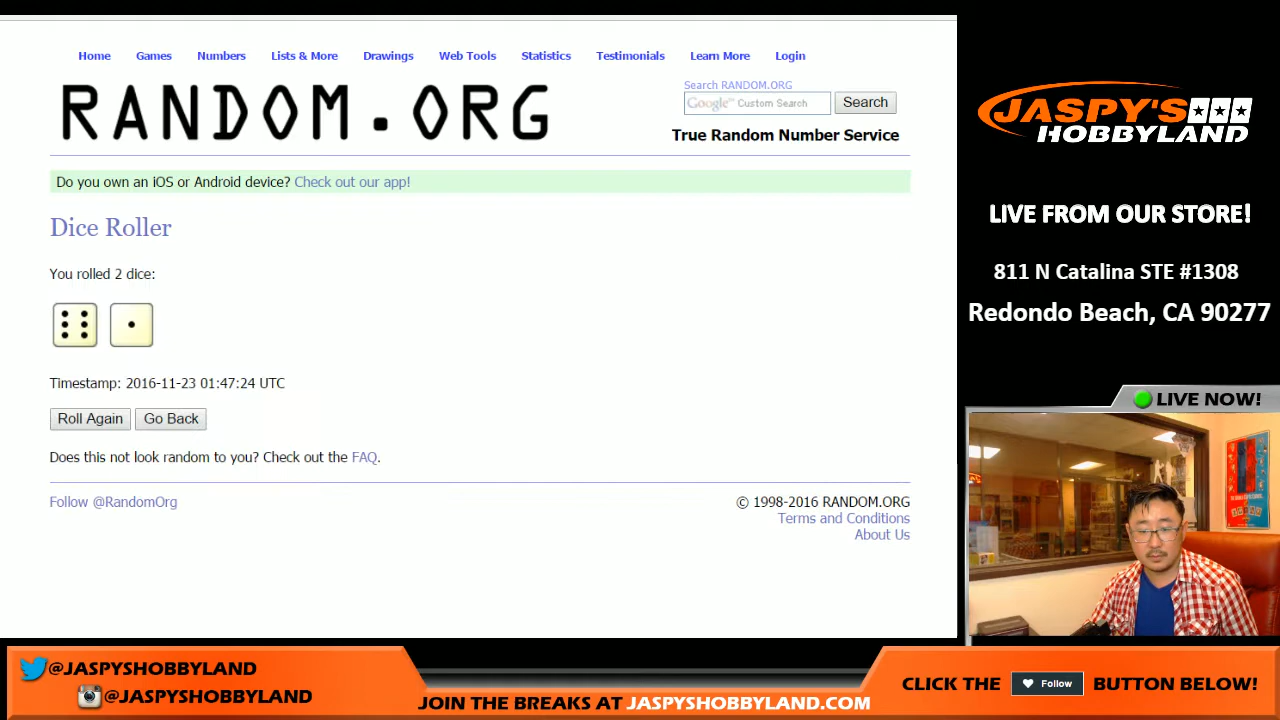 Home Games Numbers Lists & More Drawings Web Tools Statistics Testimonials Learn More Login
RANDOM.ORG
Search RANDOM.ORG
Google™ Custom Search
Search
True Random Number Service
Do you own an iOS or Android device? Check out our app!
Dice Roller
You rolled 2 dice:
Timestamp: 2016-11-23 01:47:24 UTC
Roll Again
Go Back
Does this not look random to you? Check out the FAQ.
Follow @RandomOrg
© 1998-2016 RANDOM.ORG
Terms and Conditions
About Us
JASPY'S
HOBBYLAND
LIVE FROM OUR STORE!
811 N Catalina STE #1308
Redondo Beach, CA 90277
LIVE NOW!
@JASPYSHOBBYLAND
@JASPYSHOBBYLAND
JOIN THE BREAKS AT JASPYSHOBBYLAND.COM
CLICK THE Follow BUTTON BELOW!